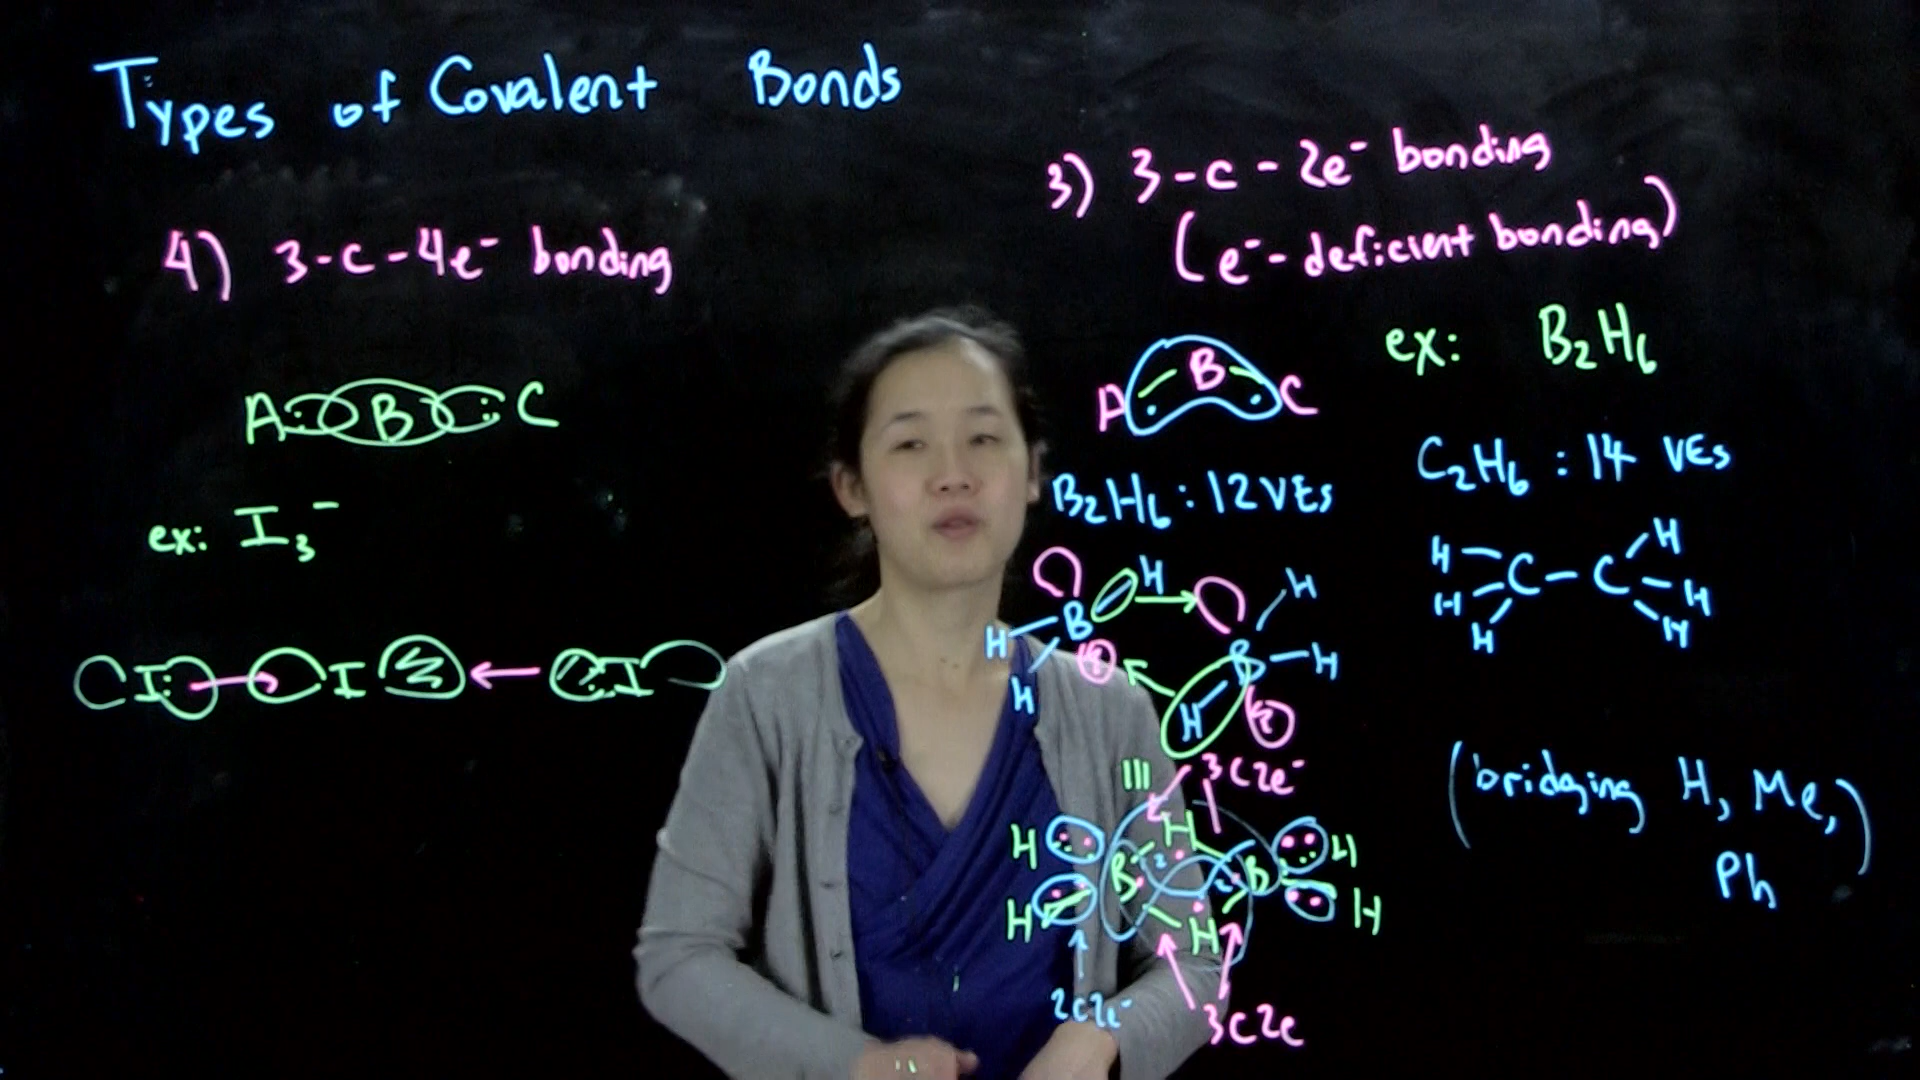 Types of Covalent Bonds
4) 3-c-4e⁻ bonding
A B C
ex: I₃⁻
I I I
3) 3-c-2e⁻ bonding
(e⁻-deficient bonding)
ex: B₂H₆
A B C
B₂H₆ : 12 VEs
C₂H₆ : 14 VEs
H B H H
H B H
H H
H C C H
H H
H H
3c2e⁻
H B H B H
H H H
2c2e⁻
3c2e
(bridging H, Me,
Ph)